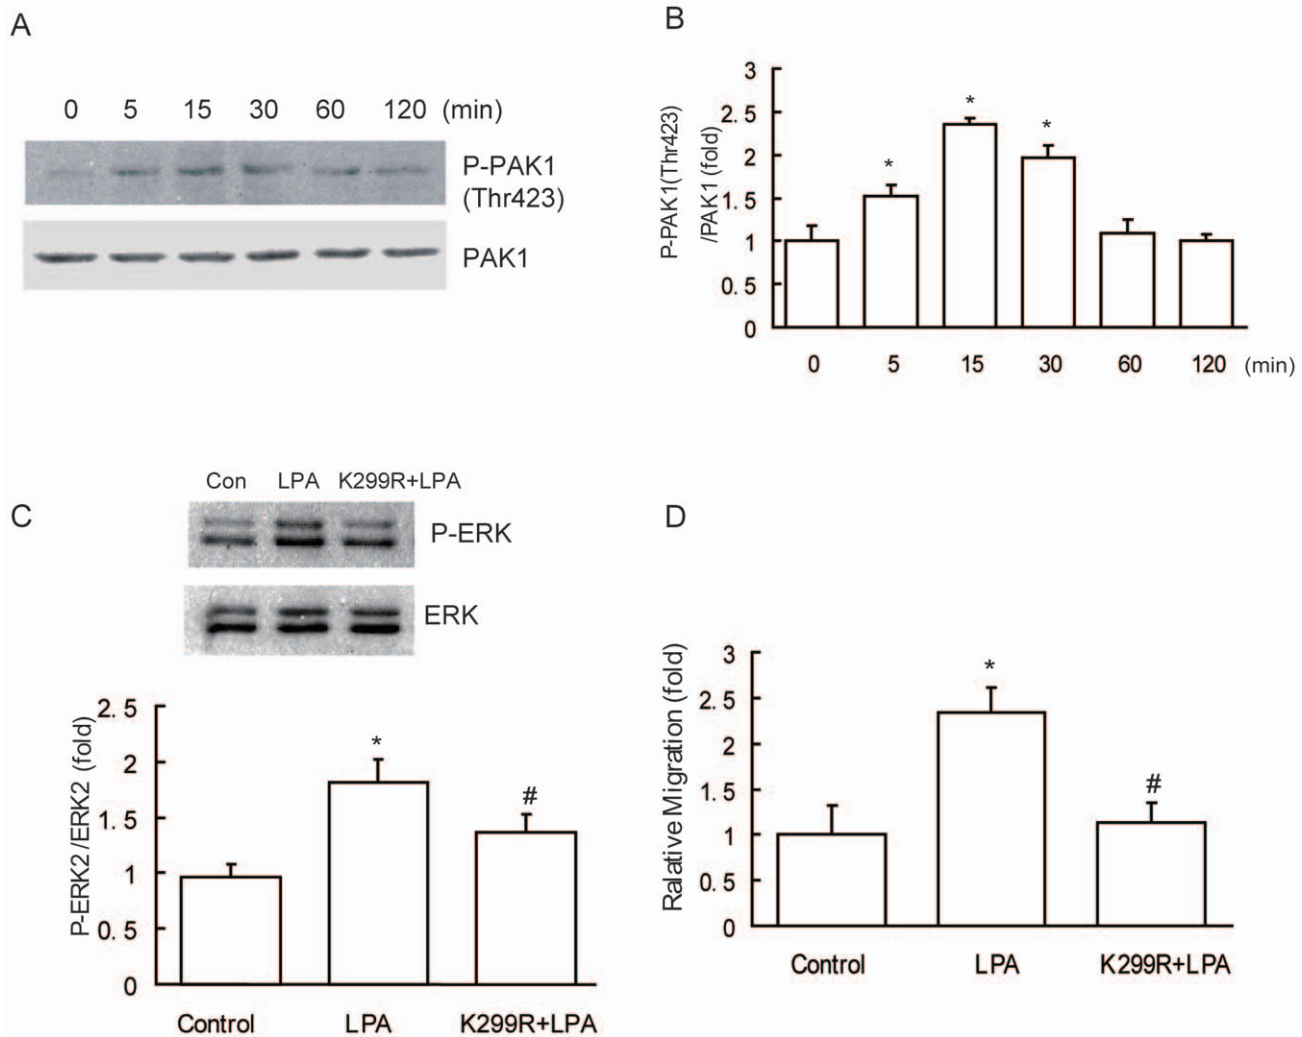 A
0 5 15 30 60 120 (min)
P-PAK1
(Thr423)
PAK1
B
P-PAK1(Thr423)
/PAK1 (fold)
3
2.5
2
1.5
1
0.5
0
*
*
*
0 5 15 30 60 120 (min)
C
Con LPA K299R+LPA
P-ERK
ERK
P-ERK2/ERK2 (fold)
2.5
2
1.5
1
0.5
0
*
#
Control LPA K299R+LPA
D
Ralative Migration (fold)
3
2.5
2
1.5
1
0.5
0
*
#
Control LPA K299R+LPA